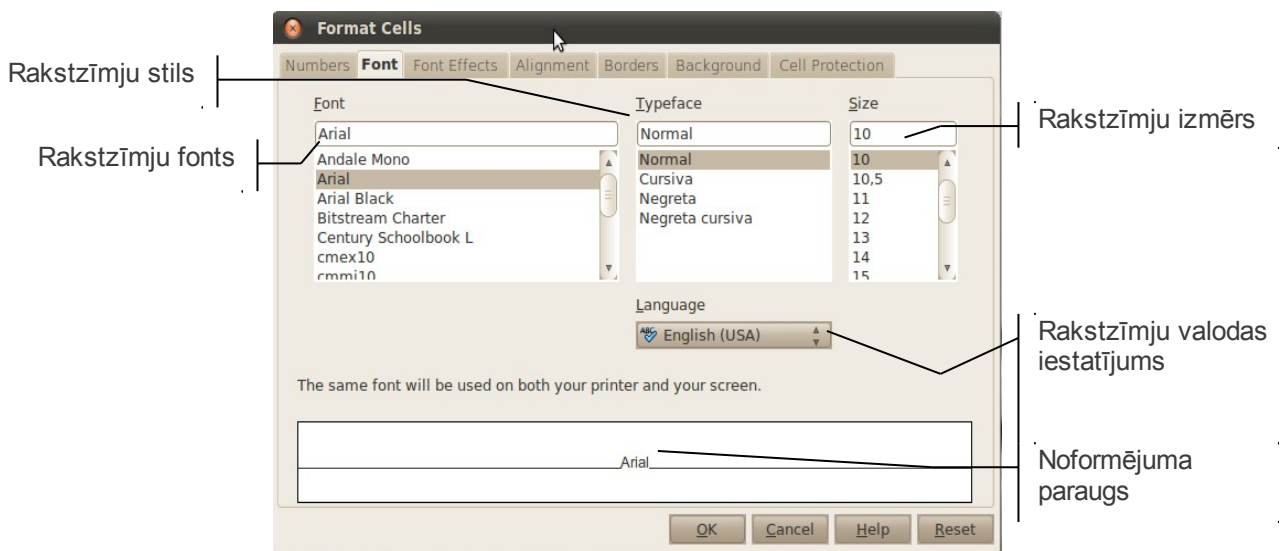 Format Cells
Numbers Font Font Effects Alignment Borders Background Cell Protection
Rakstzīmju stils
Font Typeface Size
Arial Normal 10
Rakstzīmju izmērs
Rakstzīmju fonts
Andale Mono Normal 10
Arial Cursiva 10,5
Arial Black Negreta 11
Bitstream Charter Negreta cursiva 12
Century Schoolbook L 13
cmex10 14
cmmi10 15
Language
ABC English (USA)
Rakstzīmju valodas
iestatījums
The same font will be used on both your printer and your screen.
Arial
Noformējuma
paraugs
OK Cancel Help Reset